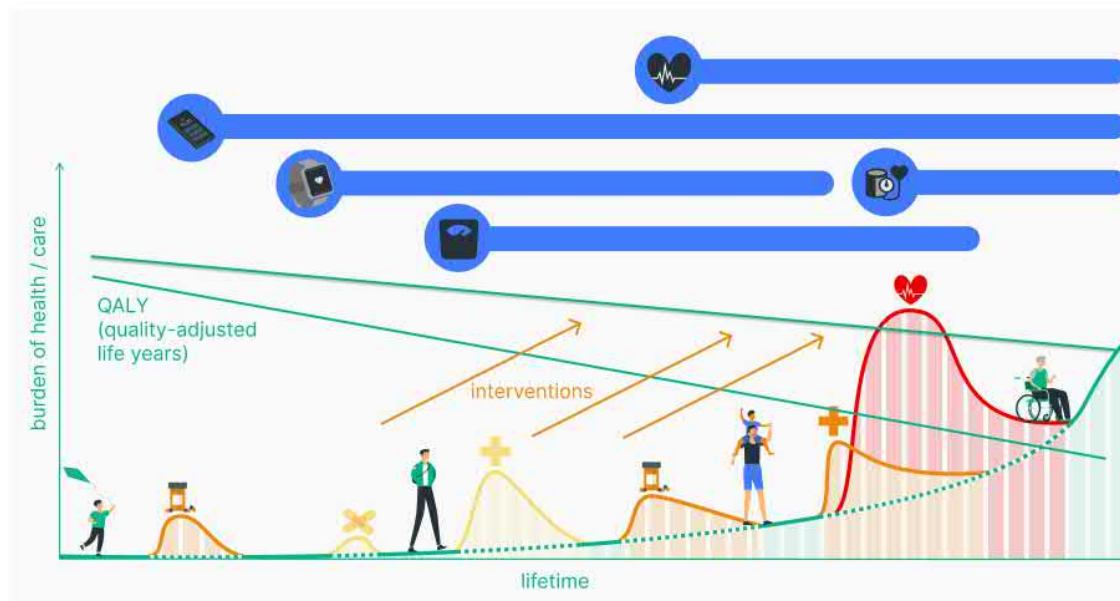 burden of health / care
QALY
(quality-adjusted
life years)
interventions
lifetime